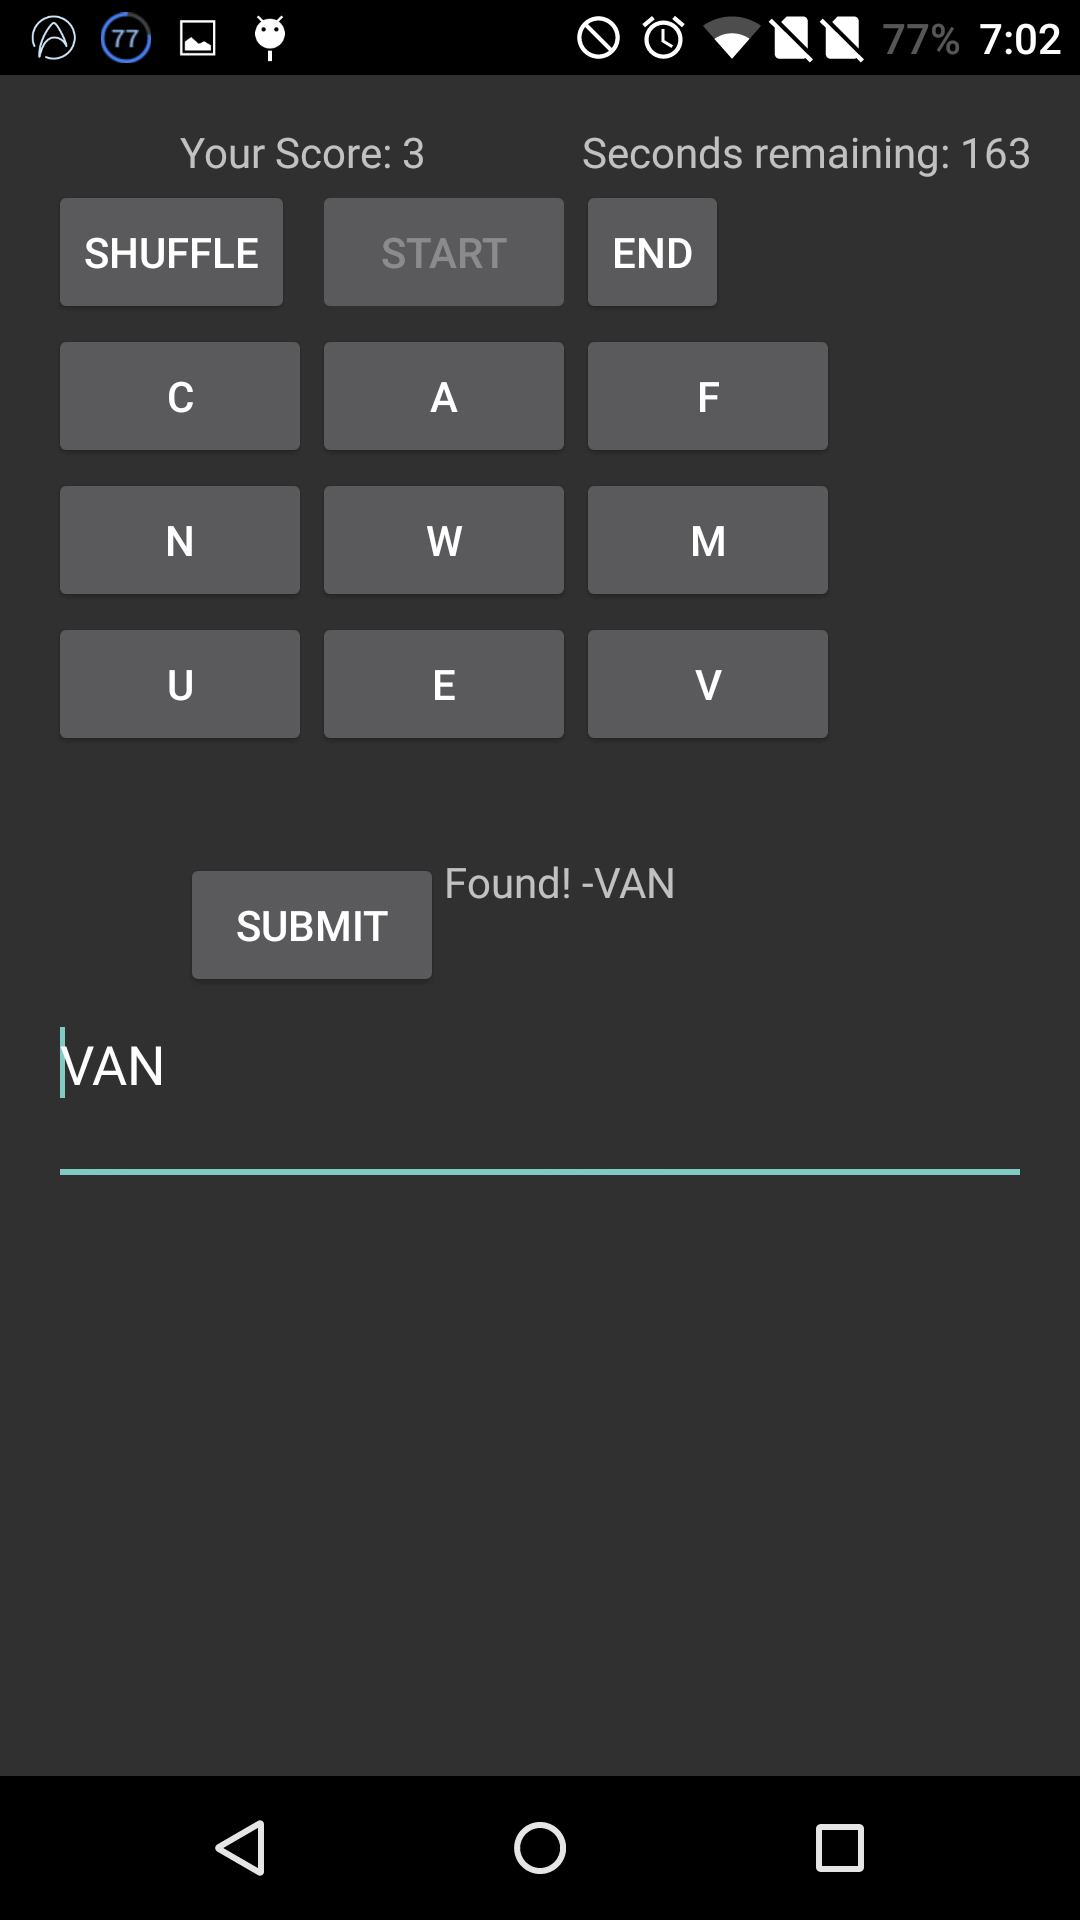 77 77% 7:02
Your Score: 3 Seconds remaining: 163
SHUFFLE START END
C A F
N W M
U E V
Found! -VAN
SUBMIT
VAN